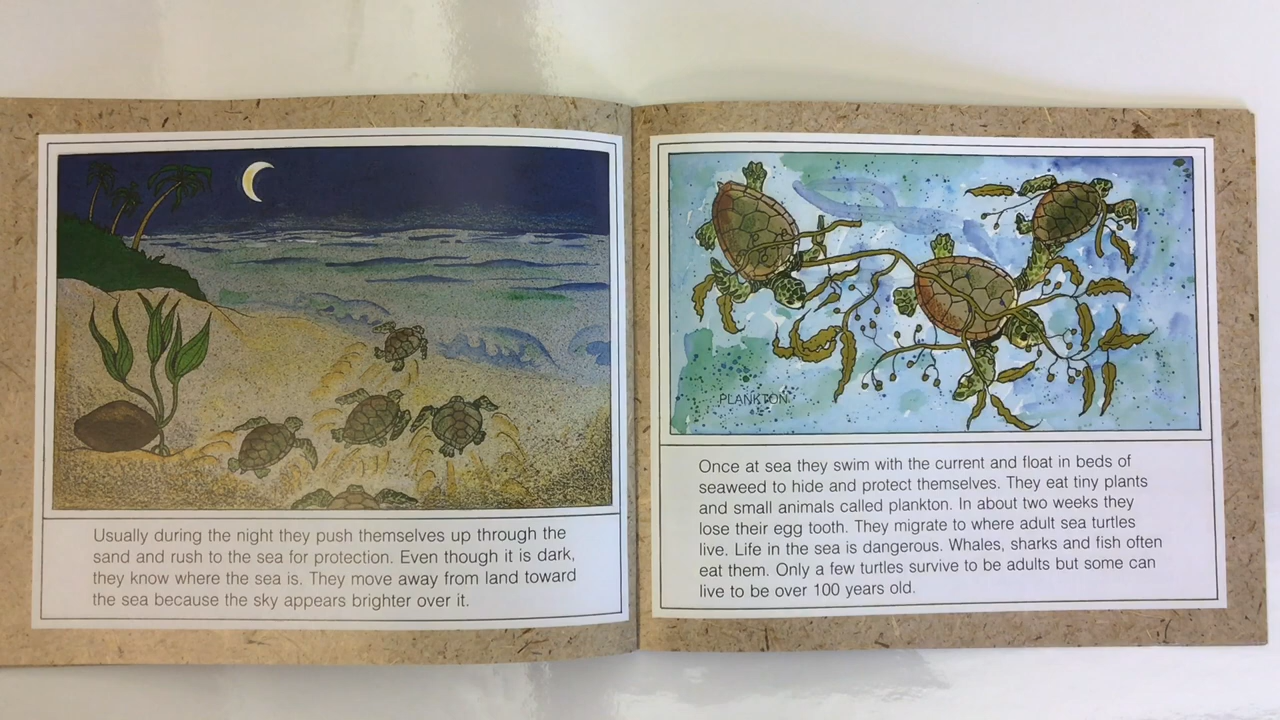 Usually during the night they push themselves up through the
sand and rush to the sea for protection. Even though it is dark,
they know where the sea is. They move away from land toward
the sea because the sky appears brighter over it.
PLANKTON
Once at sea they swim with the current and float in beds of
seaweed to hide and protect themselves. They eat tiny plants
and small animals called plankton. In about two weeks they
lose their egg tooth. They migrate to where adult sea turtles
live. Life in the sea is dangerous. Whales, sharks and fish often
eat them. Only a few turtles survive to be adults but some can
live to be over 100 years old.